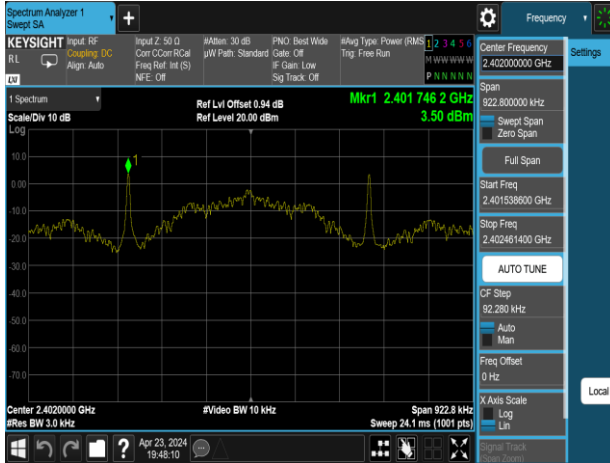 Spectrum Analyzer 1
Swept SA
Frequency
KEYSIGHT
RL
LXI
Input: RF
Coupling: DC
Align: Auto
Input Z: 50 Ω
Corr CCorr RCal
Freq Ref: Int (S)
NFE: Off
#Atten: 30 dB
µW Path: Standard
PNO: Best Wide
Gate: Off
IF Gain: Low
Sig Track: Off
#Avg Type: Power (RMS
Trig: Free Run
1 2 3 4 5 6
M W W W W W
P N N N N N
Center Frequency
2.402000000 GHz
Settings
Span
922.800000 kHz
Swept Span
Zero Span
Full Span
Start Freq
2.401538600 GHz
Stop Freq
2.402461400 GHz
AUTO TUNE
CF Step
92.280 kHz
Auto
Man
Freq Offset
0 Hz
X Axis Scale
Log
Lin
Signal Track
(Span Zoom)
Local
1 Spectrum
Scale/Div 10 dB
Log
Ref Lvl Offset 0.94 dB
Ref Level 20.00 dBm
Mkr1 2.401 746 2 GHz
3.50 dBm
1
10.0
0.00
-10.0
-20.0
-30.0
-40.0
-50.0
-60.0
-70.0
Center 2.4020000 GHz
#Res BW 3.0 kHz
#Video BW 10 kHz
Span 922.8 kHz
Sweep 24.1 ms (1001 pts)
?
Apr 23, 2024
19:48:10